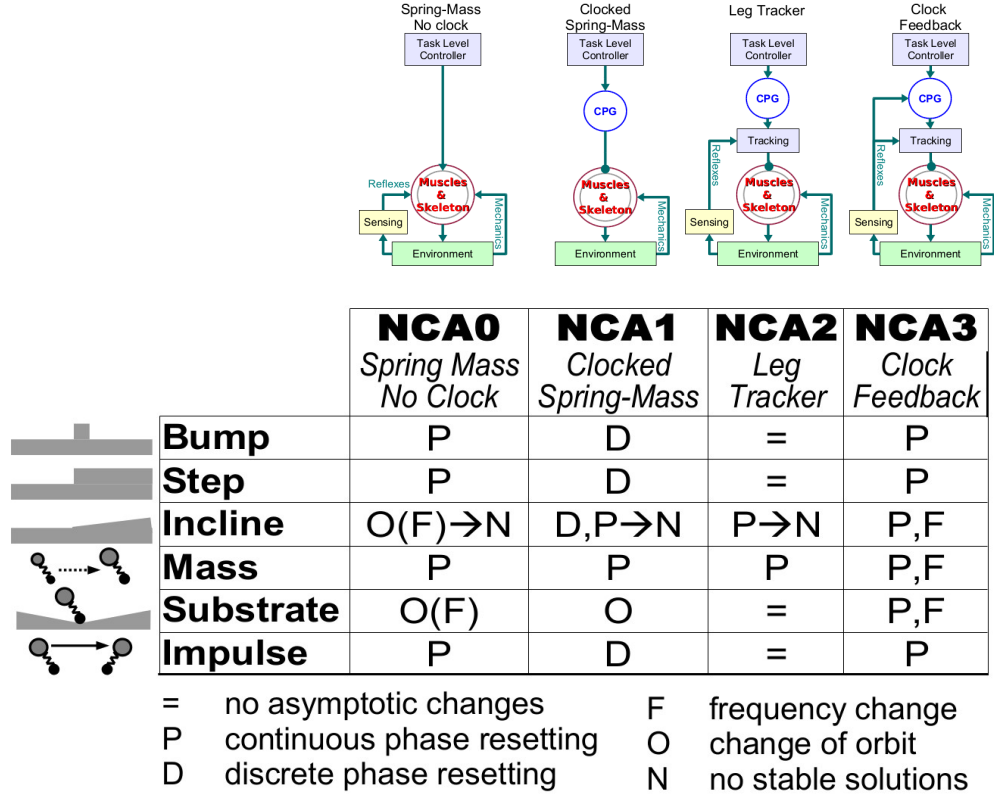 Spring-Mass
No clock
Clocked
Spring-Mass
Leg Tracker
Clock
Feedback
Task Level
Controller
Task Level
Controller
Task Level
Controller
Task Level
Controller
CPG
CPG
CPG
Tracking
Tracking
Reflexes
Muscles
&
Skeleton
Sensing
Mechanics
Environment
Muscles
&
Skeleton
Mechanics
Environment
Reflexes
Muscles
&
Skeleton
Sensing
Mechanics
Environment
Reflexes
Muscles
&
Skeleton
Sensing
Mechanics
Environment
NCA0 NCA1 NCA2 NCA3
Spring Mass Clocked Leg Clock
No Clock Spring-Mass Tracker Feedback
Bump P D = P
Step P D = P
Incline O(F)→N D,P→N P→N P,F
Mass P P P P,F
Substrate O(F) O = P,F
Impulse P D = P
= no asymptotic changes
P continuous phase resetting
D discrete phase resetting
F frequency change
O change of orbit
N no stable solutions